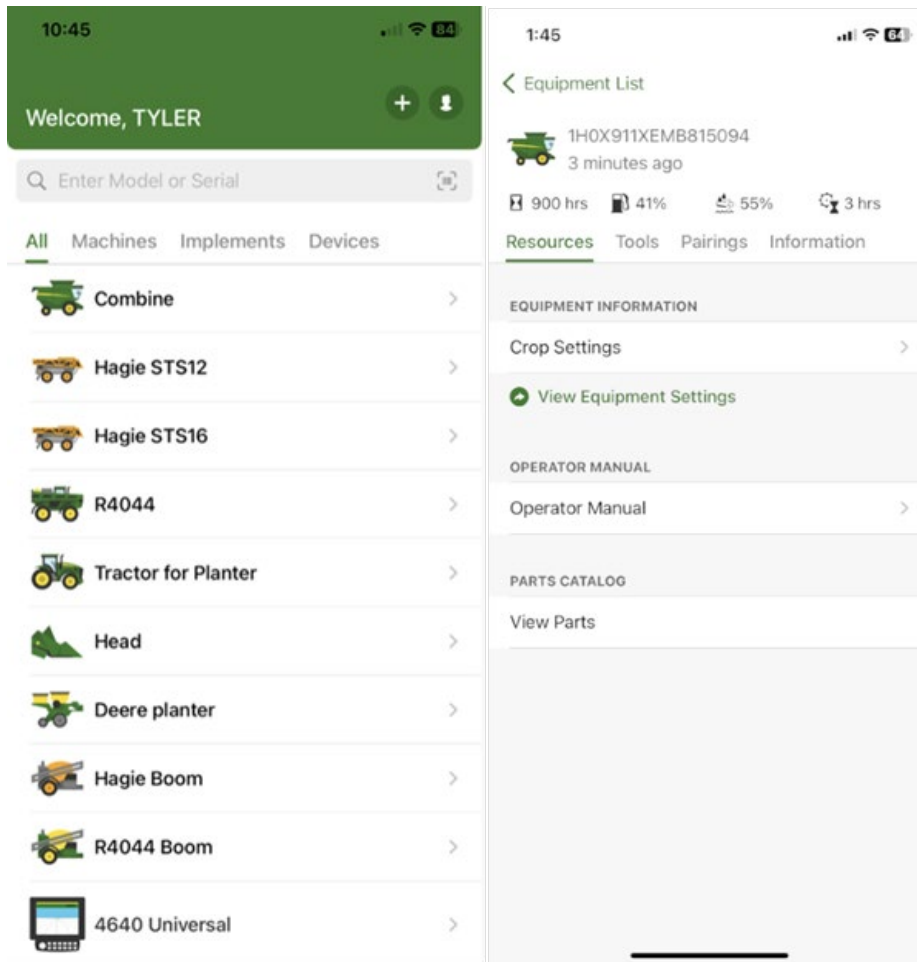 10:45
84
Welcome, TYLER
Enter Model or Serial
All Machines Implements Devices
Combine
Hagie STS12
Hagie STS16
R4044
Tractor for Planter
Head
Deere planter
Hagie Boom
R4044 Boom
4640 Universal
1:45
64
Equipment List
1H0X911XEMB815094
3 minutes ago
900 hrs 41% 55% 3 hrs
Resources Tools Pairings Information
EQUIPMENT INFORMATION
Crop Settings
View Equipment Settings
OPERATOR MANUAL
Operator Manual
PARTS CATALOG
View Parts